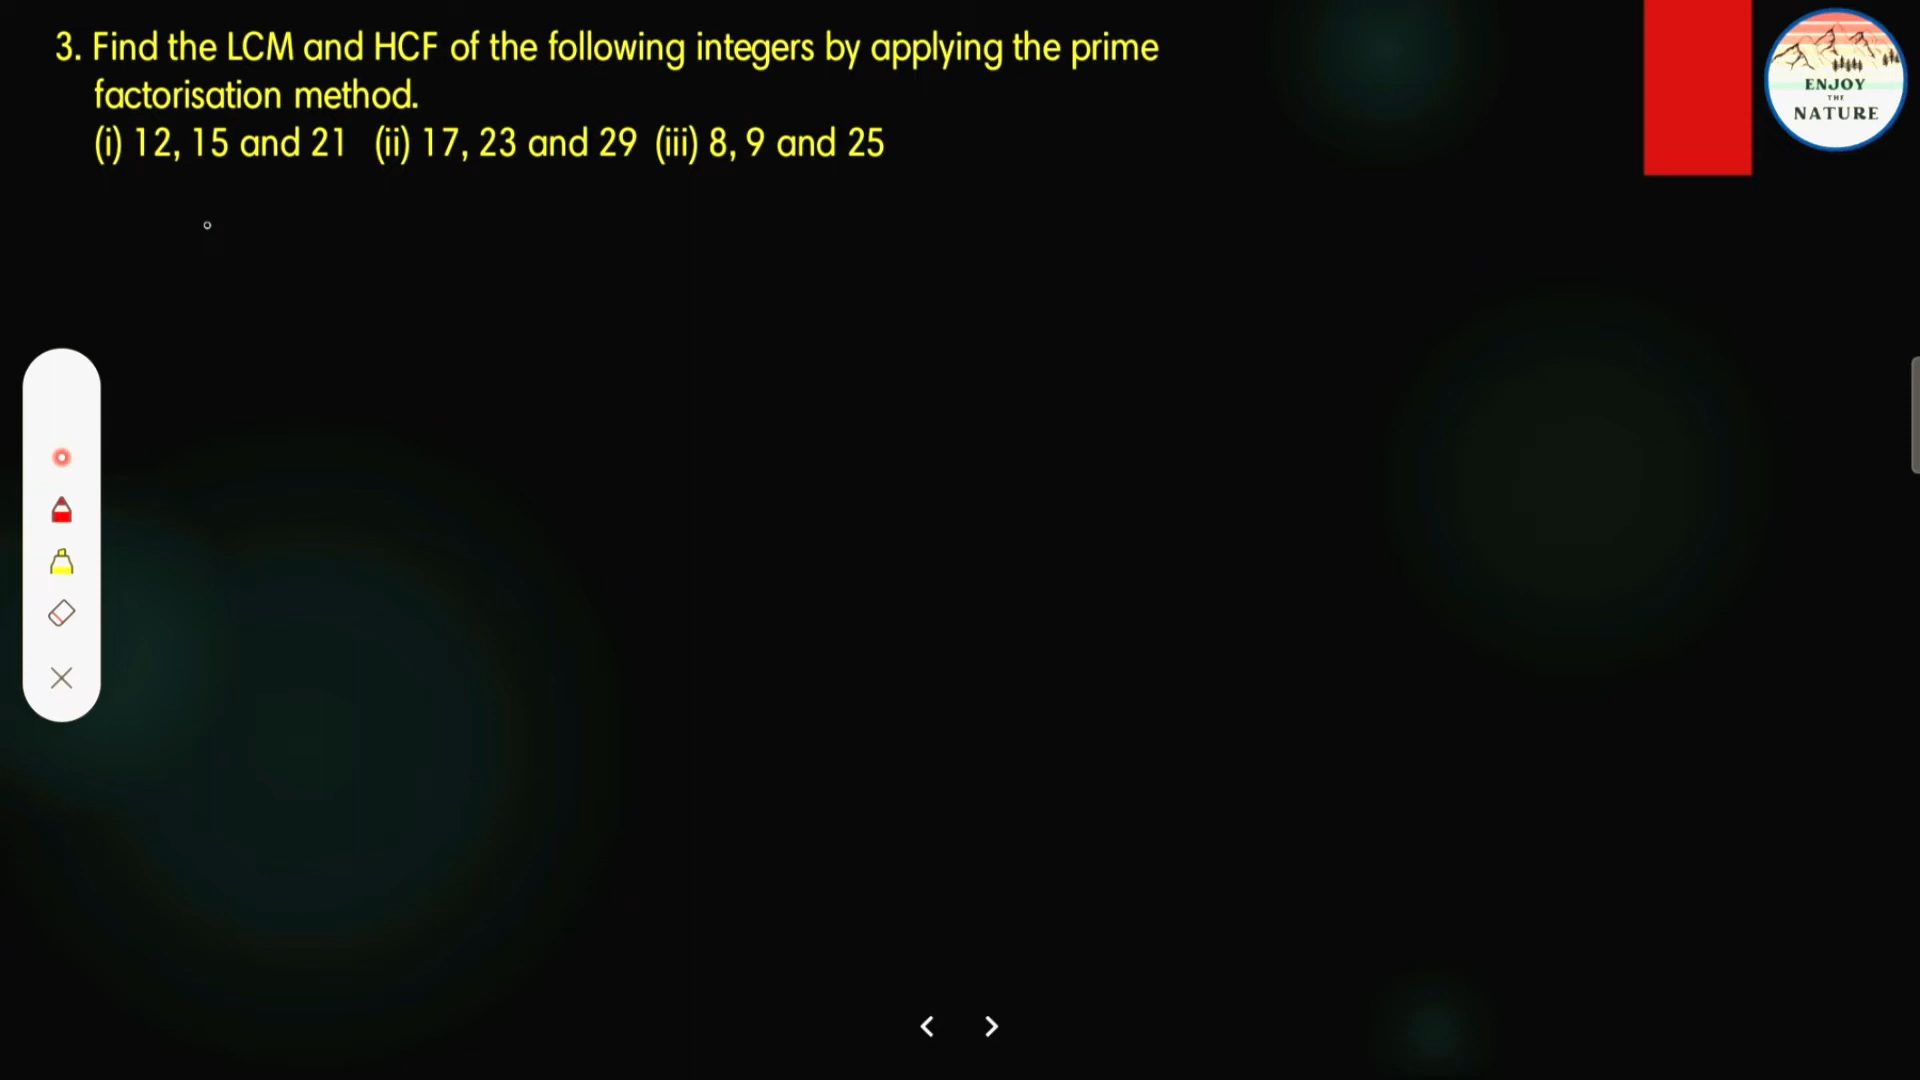 3. Find the LCM and HCF of the following integers by applying the prime
factorisation method.
(i) 12, 15 and 21 (ii) 17, 23 and 29 (iii) 8, 9 and 25
ENJOY
THE
NATURE